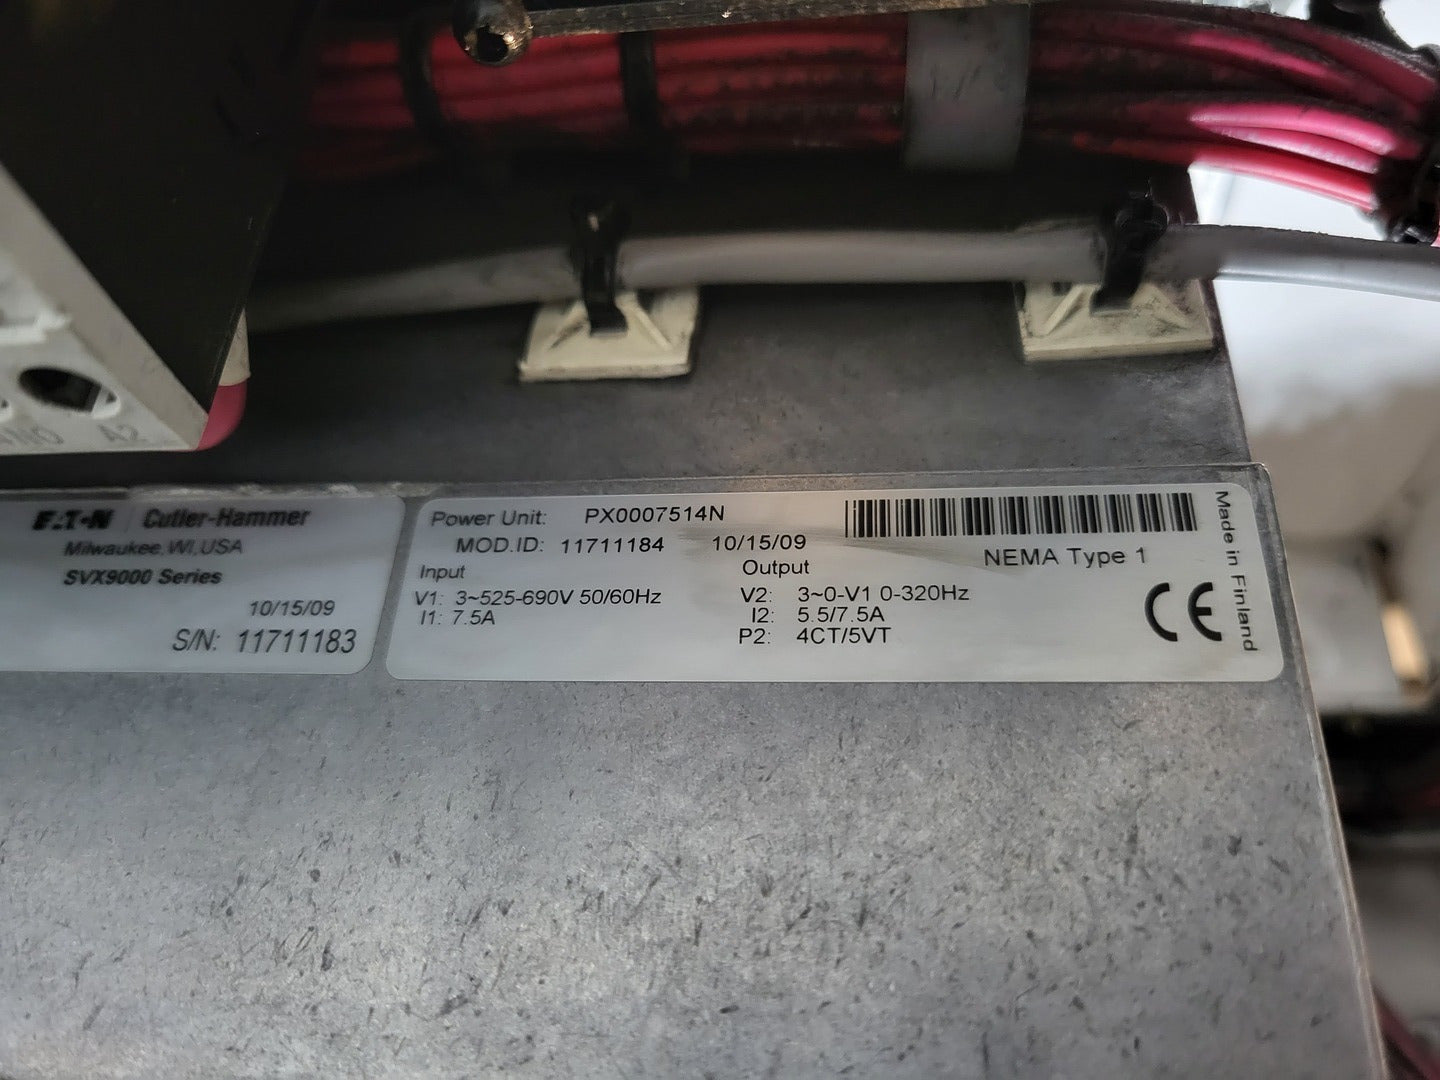 EATON Cutler-Hammer
Milwaukee, WI, USA
SVX9000 Series
10/15/09
S/N: 11711183
Power Unit: PX0007514N
MOD.ID: 11711184 10/15/09
NEMA Type 1
Input
V1: 3~525-690V 50/60Hz
I1: 7.5A
Output
V2: 3~0-V1 0-320Hz
I2: 5.5/7.5A
P2: 4CT/5VT
CE
Made in Finland
A2